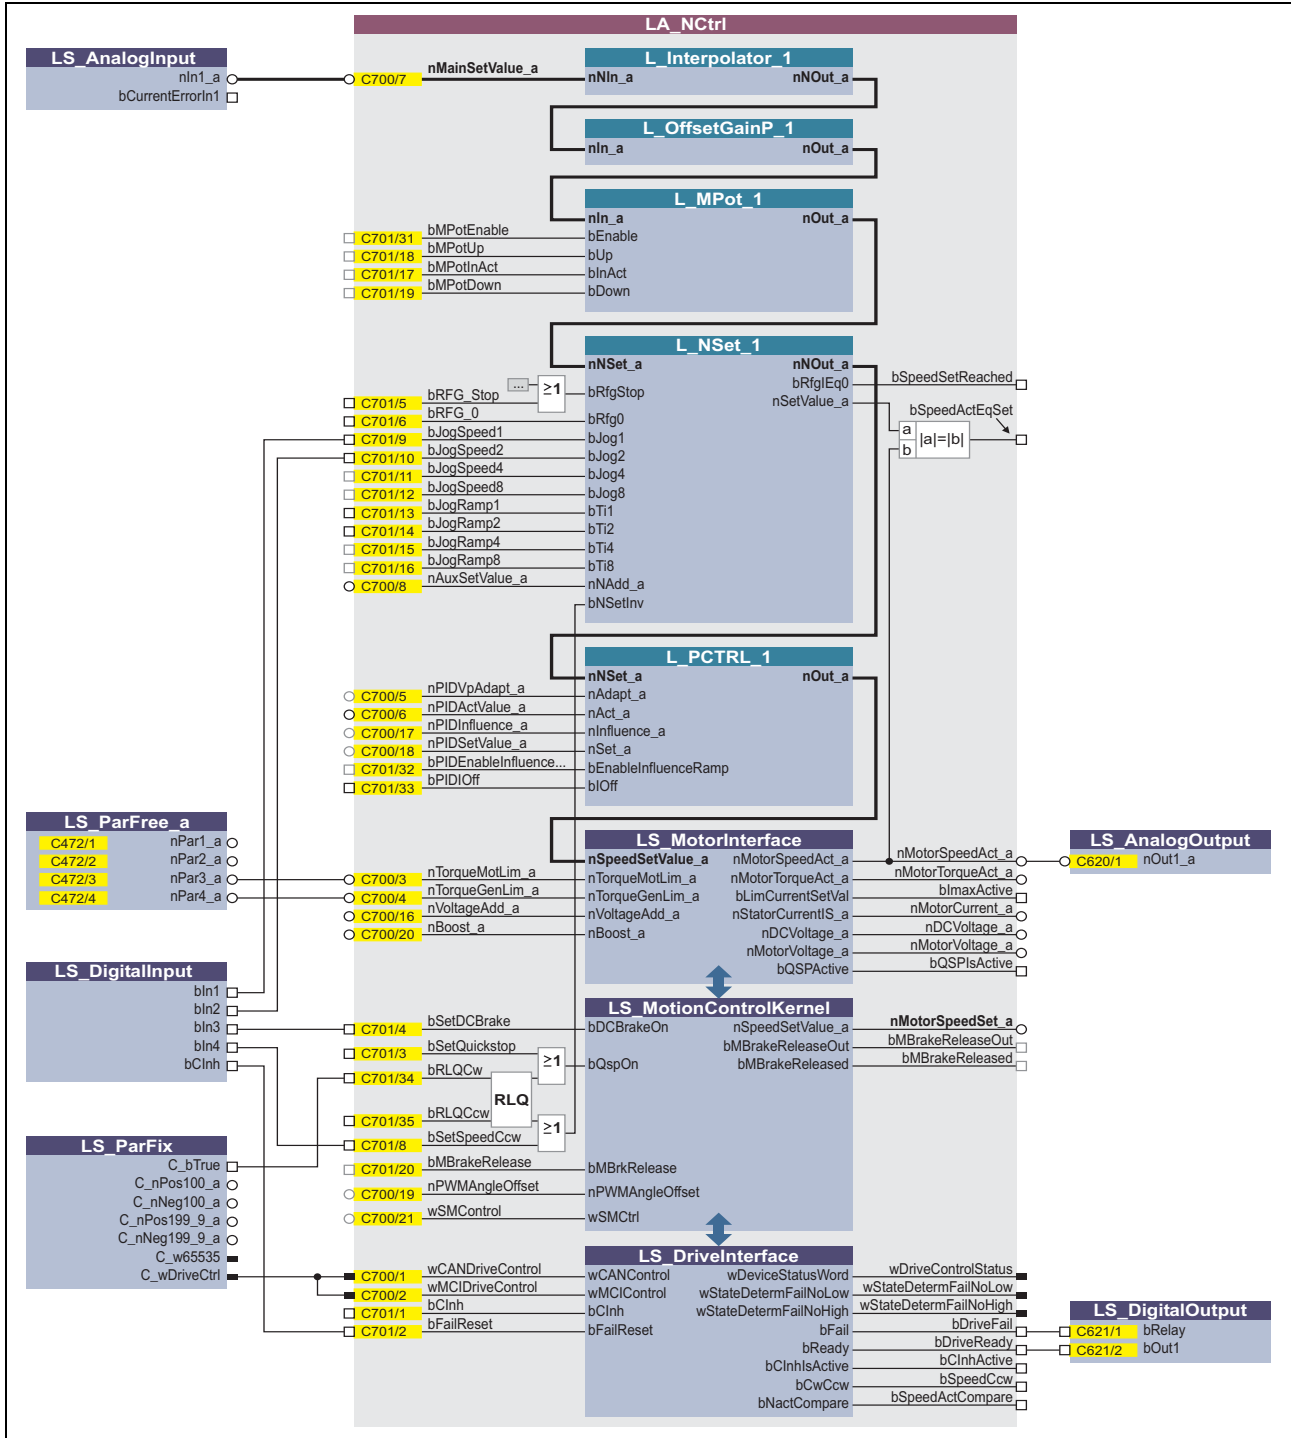 LA_NCtrl
LS_AnalogInput
nIn1_a
bCurrentErrorIn1
C700/7
nMainSetValue_a
L_Interpolator_1
nNIn_a nNOut_a
L_OffsetGainP_1
nIn_a nOut_a
L_MPot_1
nIn_a nOut_a
C701/31 bMPotEnable bEnable
C701/18 bMPotUp bUp
C701/17 bMPotInAct bInAct
C701/19 bMPotDown bDown
L_NSet_1
nNSet_a nNOut_a
... ≥1 bRfgStop
bRfgIEq0 bSpeedSetReached
nSetValue_a
bSpeedActEqSet
a |a|=|b|
b
C701/5 bRFG_Stop
C701/6 bRFG_0 bRfg0
C701/9 bJogSpeed1 bJog1
C701/10 bJogSpeed2 bJog2
C701/11 bJogSpeed4 bJog4
C701/12 bJogSpeed8 bJog8
C701/13 bJogRamp1 bTi1
C701/14 bJogRamp2 bTi2
C701/15 bJogRamp4 bTi4
C701/16 bJogRamp8 bTi8
C700/8 nAuxSetValue_a nNAdd_a
bNSetInv
L_PCTRL_1
nNSet_a nOut_a
C700/5 nPIDVpAdapt_a nAdapt_a
C700/6 nPIDActValue_a nAct_a
C700/17 nPIDInfluence_a nInfluence_a
C700/18 nPIDSetValue_a nSet_a
C701/32 bPIDEnableInfluence... bEnableInfluenceRamp
C701/33 bPIDIOff bIOff
LS_ParFree_a
C472/1 nPar1_a
C472/2 nPar2_a
C472/3 nPar3_a
C472/4 nPar4_a
LS_MotorInterface
nSpeedSetValue_a nMotorSpeedAct_a nMotorSpeedAct_a
C700/3 nTorqueMotLim_a nTorqueMotLim_a nMotorTorqueAct_a nMotorTorqueAct_a
C700/4 nTorqueGenLim_a nTorqueGenLim_a bLimCurrentSetVal bImaxActive
C700/16 nVoltageAdd_a nVoltageAdd_a nStatorCurrentIS_a nMotorCurrent_a
C700/20 nBoost_a nBoost_a nDCVoltage_a nDCVoltage_a
nMotorVoltage_a nMotorVoltage_a
bQSPActive bQSPIsActive
LS_AnalogOutput
C620/1 nOut1_a
LS_DigitalInput
bIn1
bIn2
bIn3
bIn4
bCInh
LS_MotionControlKernel
C701/4 bSetDCBrake bDCBrakeOn nSpeedSetValue_a nMotorSpeedSet_a
C701/3 bSetQuickstop bMBrakeReleaseOut bMBrakeReleaseOut
≥1 bQspOn bMBrakeReleased bMBrakeReleased
C701/34 bRLQCw
RLQ
C701/35 bRLQCcw
≥1
C701/8 bSetSpeedCcw
C701/20 bMBrakeRelease bMBrkRelease
C700/19 nPWMAngleOffset nPWMAngleOffset
C700/21 wSMControl wSMCtrl
LS_ParFix
C_bTrue
C_nPos100_a
C_nNeg100_a
C_nPos199_9_a
C_nNeg199_9_a
C_w65535
C_wDriveCtrl
LS_DriveInterface
C700/1 wCANDriveControl wCANControl wDeviceStatusWord wDriveControlStatus
C700/2 wMCIDriveControl wMCIControl wStateDetermFailNoLow wStateDetermFailNoLow
C701/1 bCInh bCInh wStateDetermFailNoHigh wStateDetermFailNoHigh
C701/2 bFailReset bFailReset bFail bDriveFail
bReady bDriveReady
bCInhIsActive bCInhActive
bCwCcw bSpeedCcw
bNactCompare bSpeedActCompare
LS_DigitalOutput
C621/1 bRelay
C621/2 bOut1